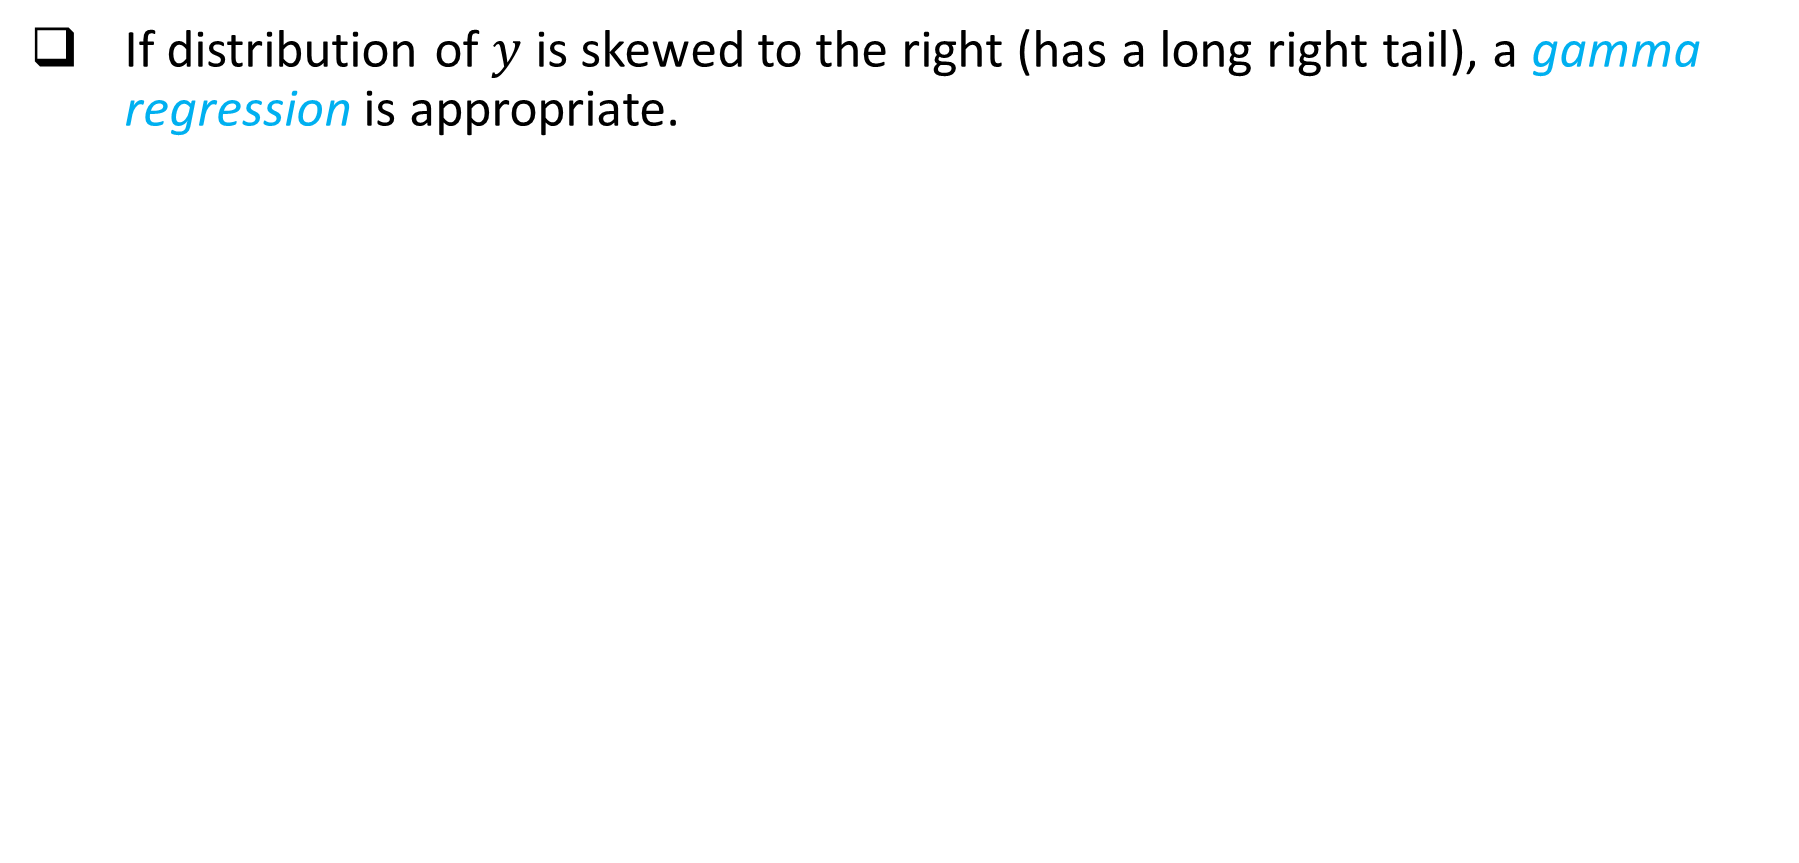 ❑ If distribution of y is skewed to the right (has a long right tail), a gamma
regression is appropriate.